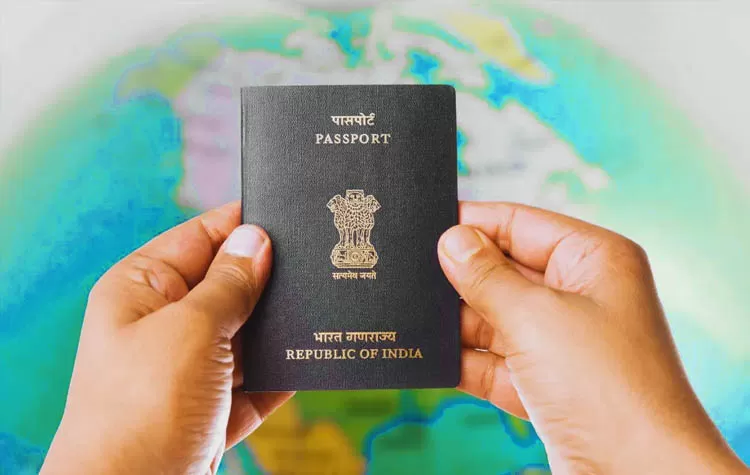 पासपोर्ट
PASSPORT
सत्यमेव जयते
भारत गणराज्य
REPUBLIC OF INDIA